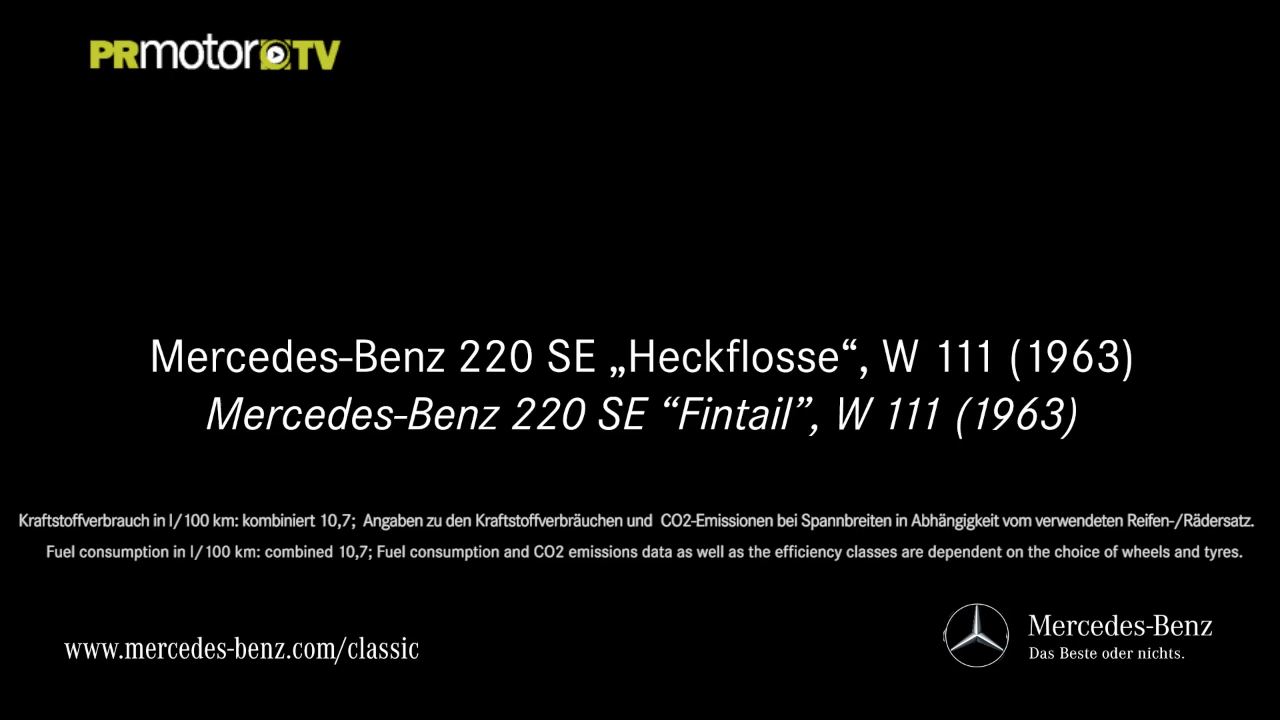 PRmotor TV
Mercedes-Benz 220 SE „Heckflosse“, W 111 (1963)
Mercedes-Benz 220 SE “Fintail”, W 111 (1963)
Kraftstoffverbrauch in l/100 km: kombiniert 10,7; Angaben zu den Kraftstoffverbräuchen und CO2-Emissionen bei Spannbreiten in Abhängigkeit vom verwendeten Reifen-/Rädersatz.
Fuel consumption in l/100 km: combined 10,7; Fuel consumption and CO2 emissions data as well as the efficiency classes are dependent on the choice of wheels and tyres.
www.mercedes-benz.com/classic
Mercedes-Benz
Das Beste oder nichts.